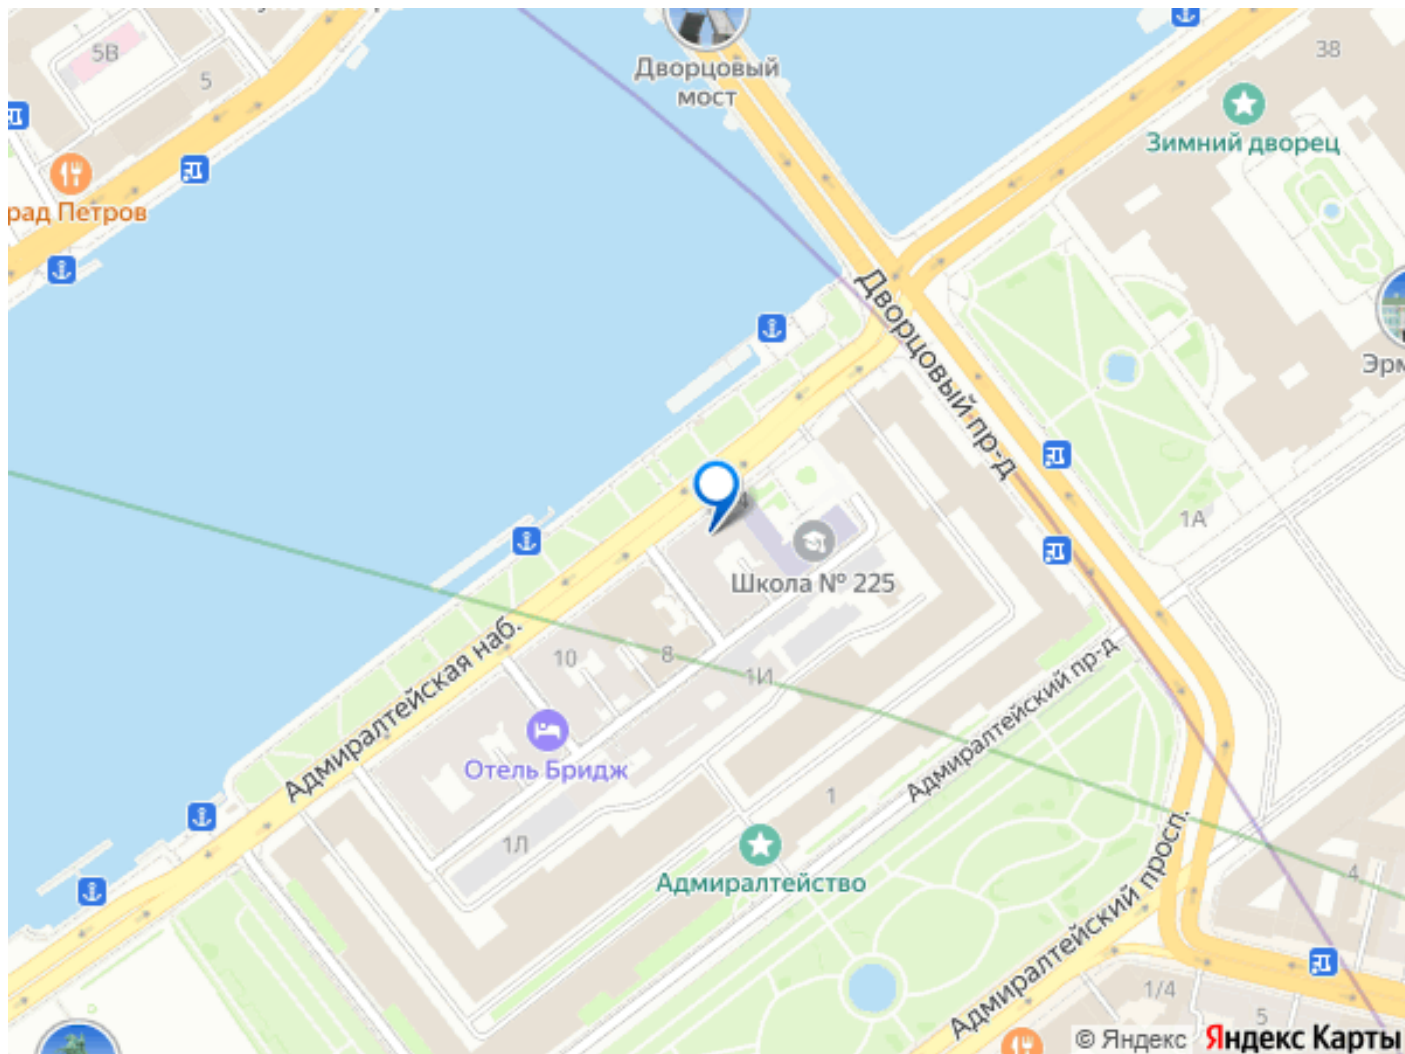 5В
5
38
Дворцовый
мост
Зимний дворец
рад Петров
Дворцовый пр-д
Эрм
1А
4
Школа № 225
Адмиралтейская наб.
10
8
1И
Адмиралтейский пр-д
Отель Бридж
1
1Л
Адмиралтейство
Адмиралтейский просп.
4
1/4
5
© Яндекс Яндекс Карты